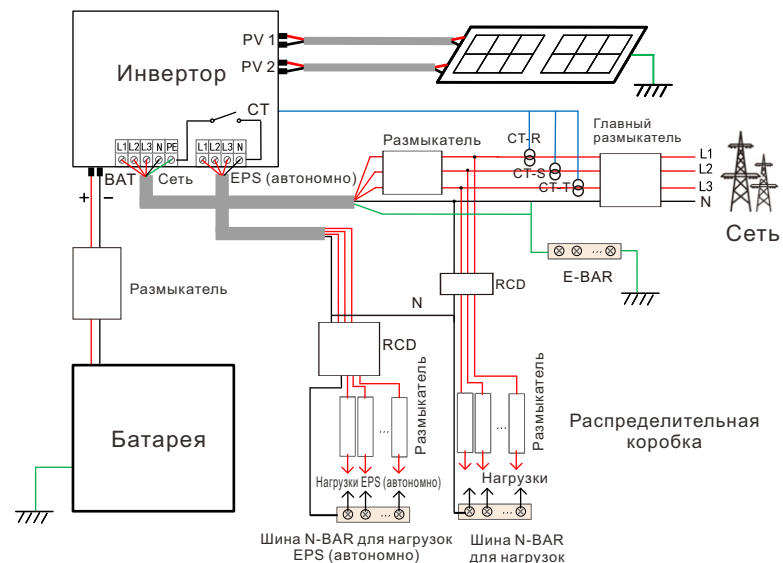 PV 1
PV 2
Инвертор
CT
L1 L2 L3 N PE
L1 L2 L3 N
BAT
Сеть
EPS (автономно)
+
−
Размыкатель
CT-R
CT-S
CT-T
Главный
размыкатель
L1
L2
L3
N
Сеть
E-BAR
Размыкатель
RCD
N
RCD
Размыкатель
Размыкатель
Батарея
...
...
Распределительная
коробка
Нагрузки EPS (автономно)
Нагрузки
...
...
Шина N-BAR для нагрузок
EPS (автономно)
Шина N-BAR
для нагрузок